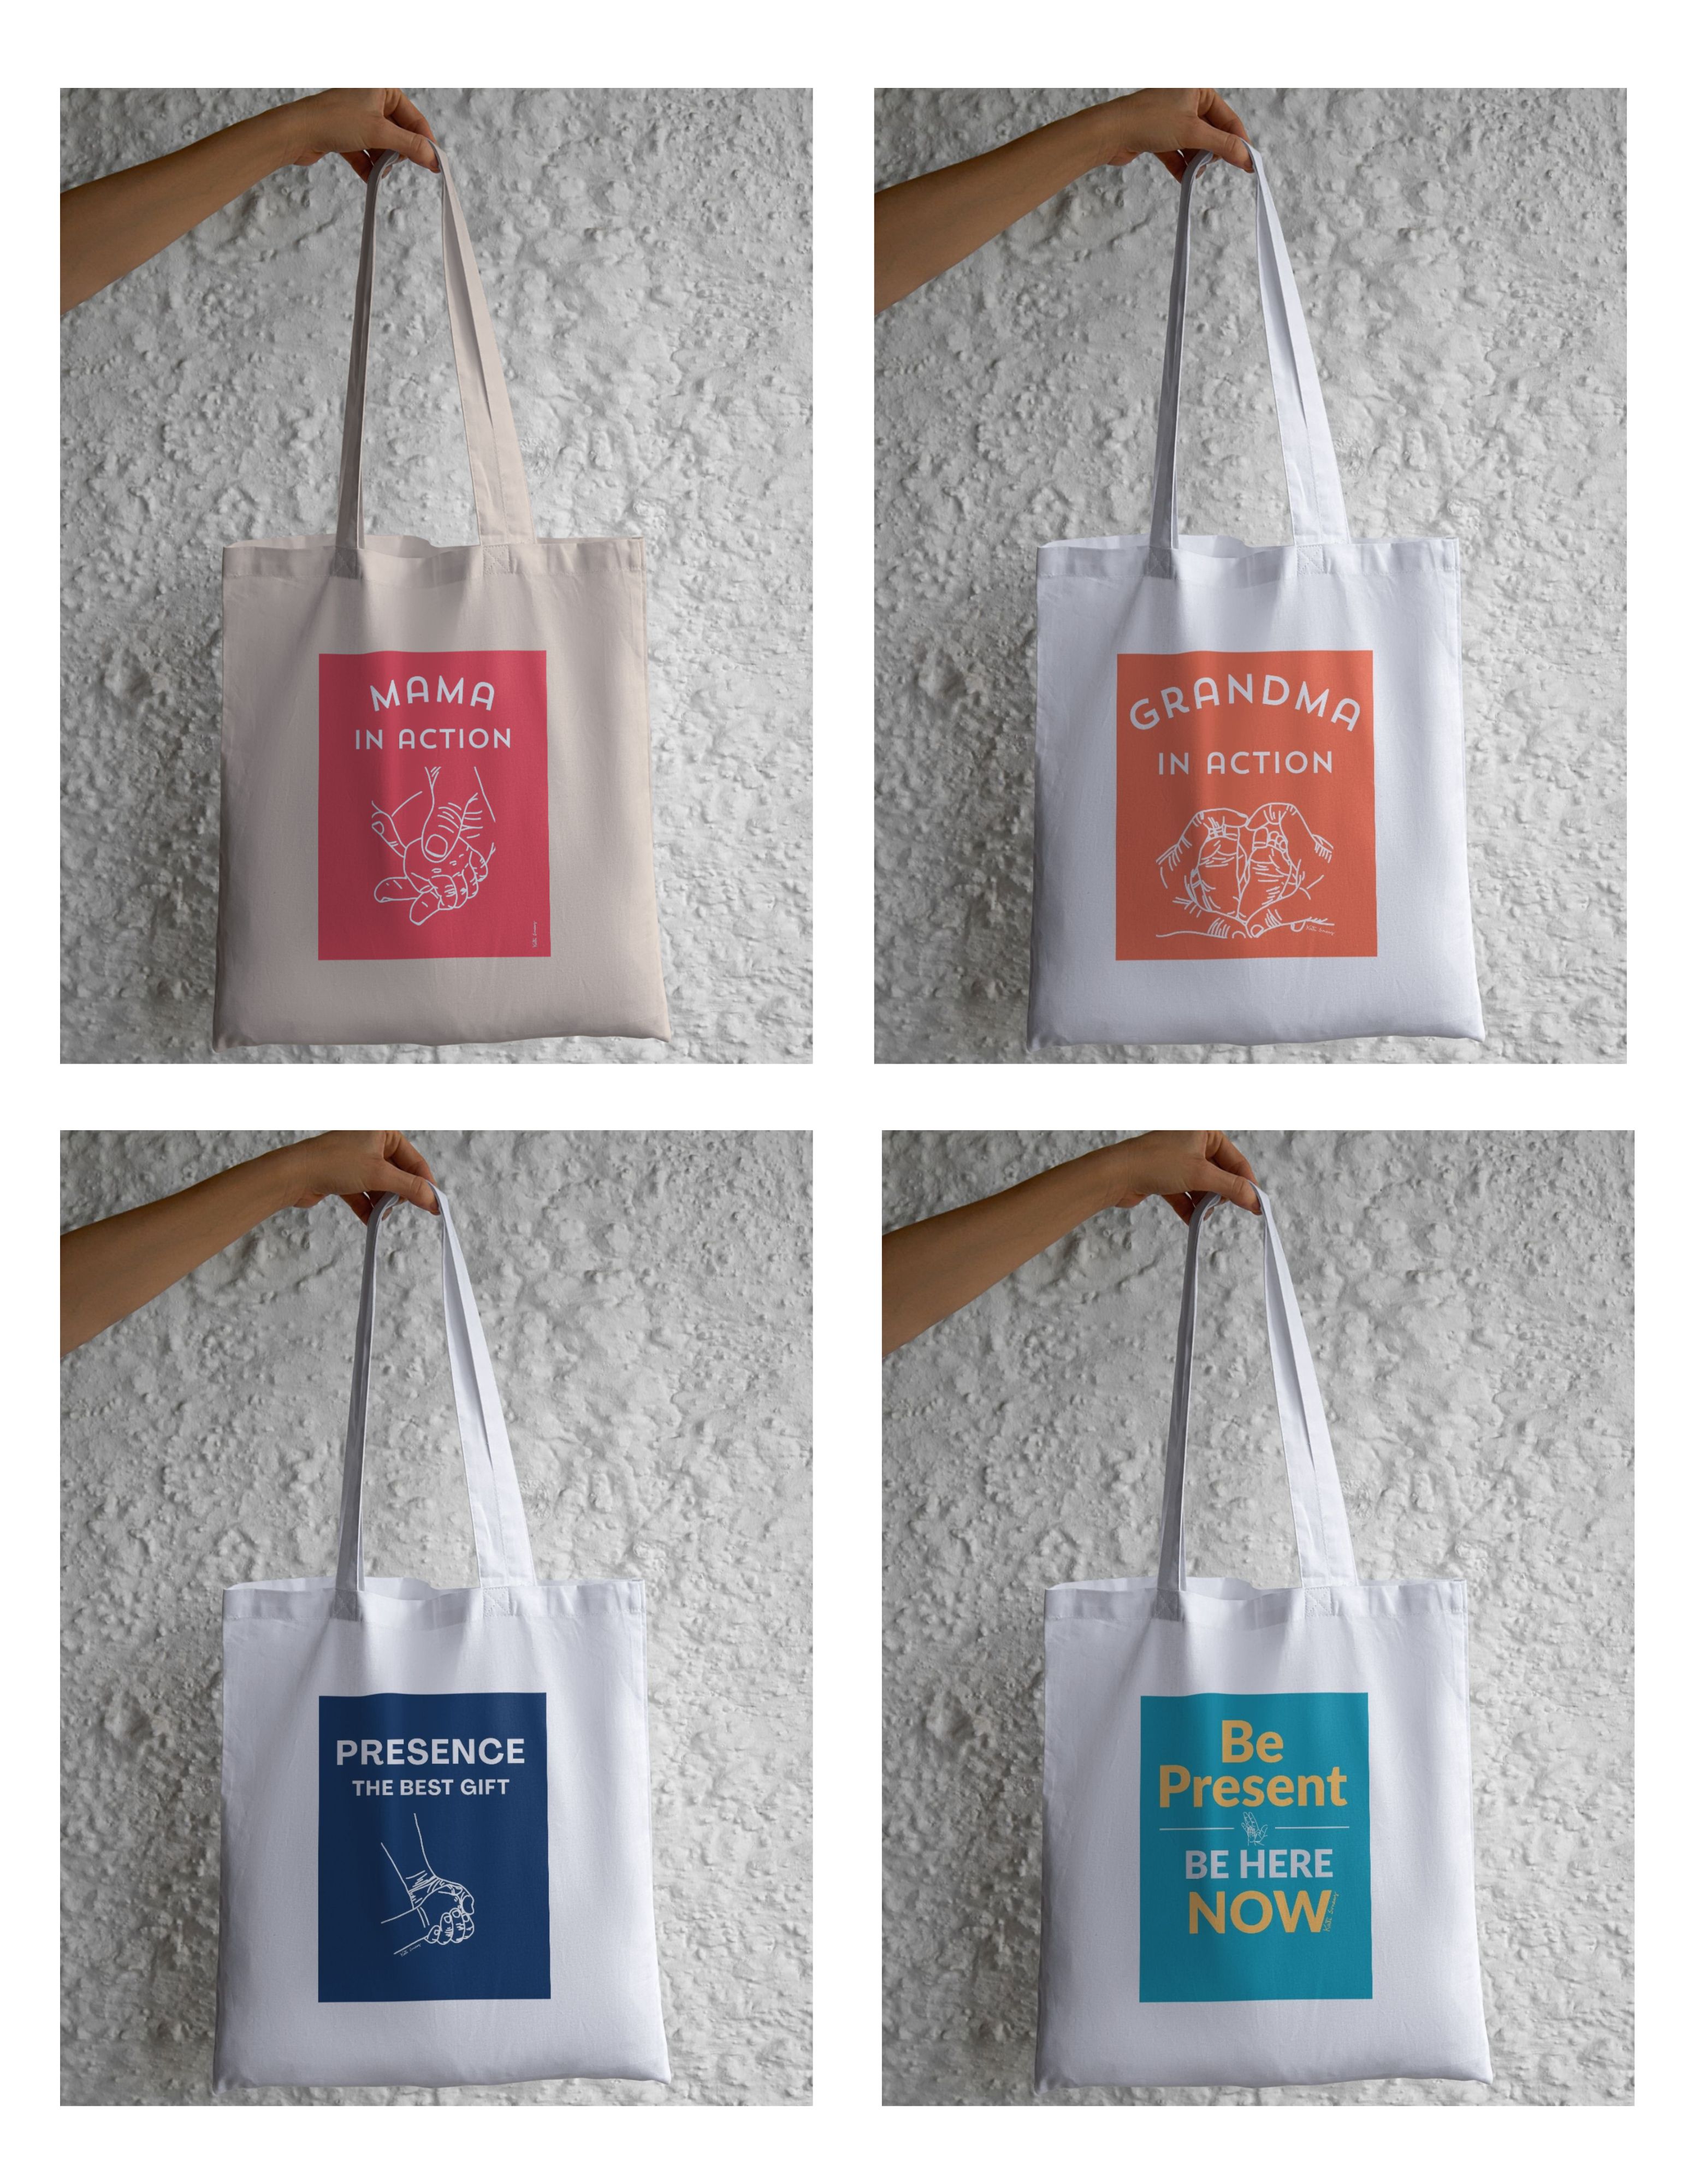 MAMA
IN ACTION
GRANDMA
IN ACTION
PRESENCE
THE BEST GIFT
Be
Present
BE HERE
NOW